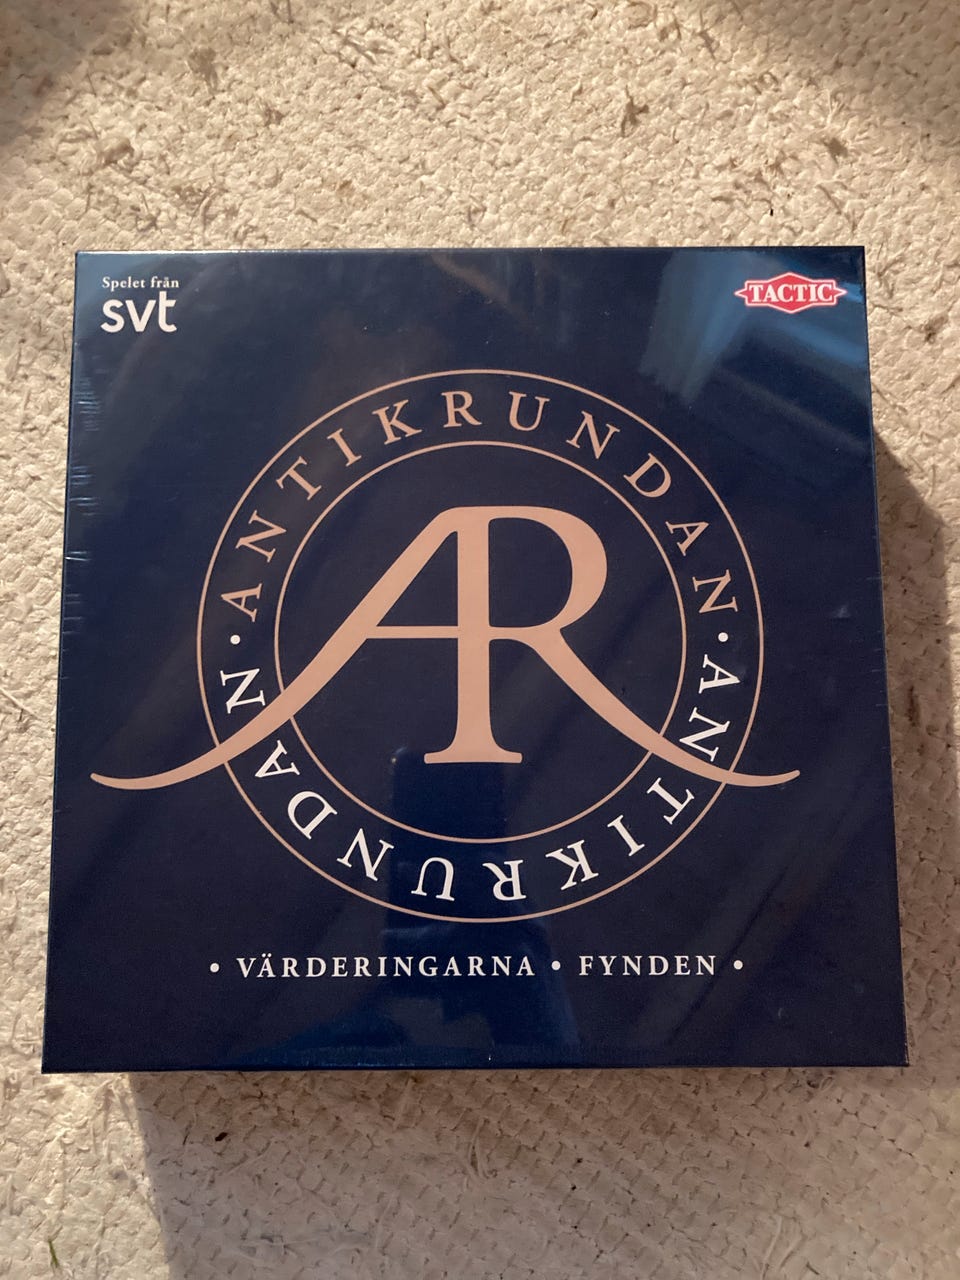 Spelet från
svt
TACTIC
ANTIKRUNDAN • ANTIKRUNDAN •
AR
• VÄRDERINGARNA • FYNDEN •